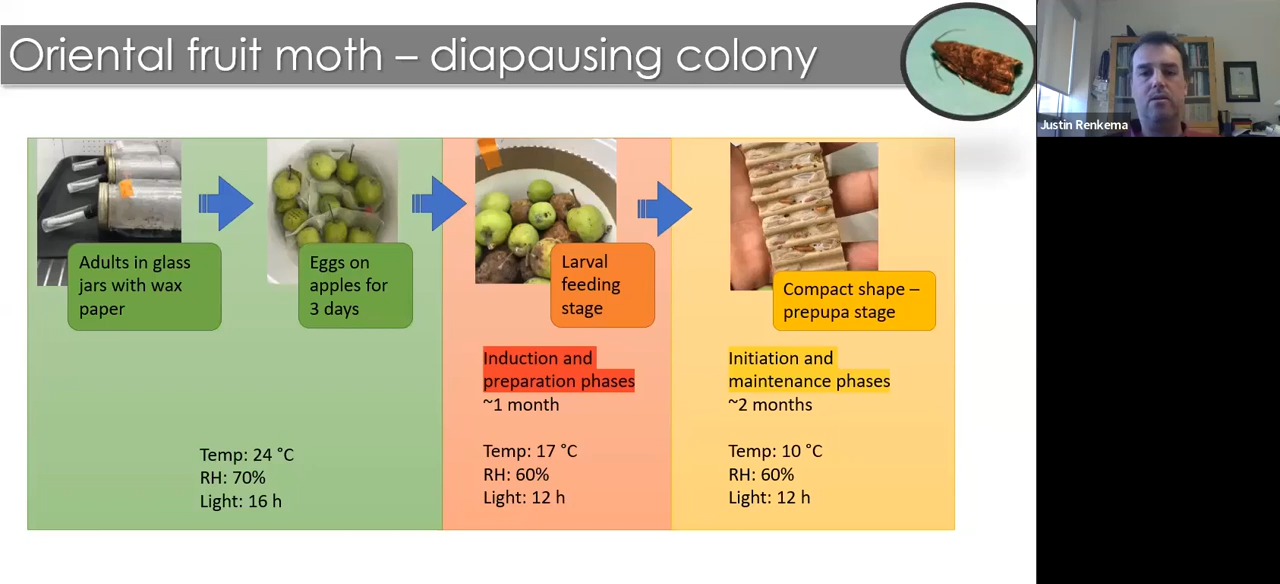 Oriental fruit moth – diapausing colony
Justin Renkema
Adults in glass
jars with wax
paper
Eggs on
apples for
3 days
Larval
feeding
stage
Compact shape –
prepupa stage
Induction and
preparation phases
~1 month
Initiation and
maintenance phases
~2 months
Temp: 24 °C
RH: 70%
Light: 16 h
Temp: 17 °C
RH: 60%
Light: 12 h
Temp: 10 °C
RH: 60%
Light: 12 h